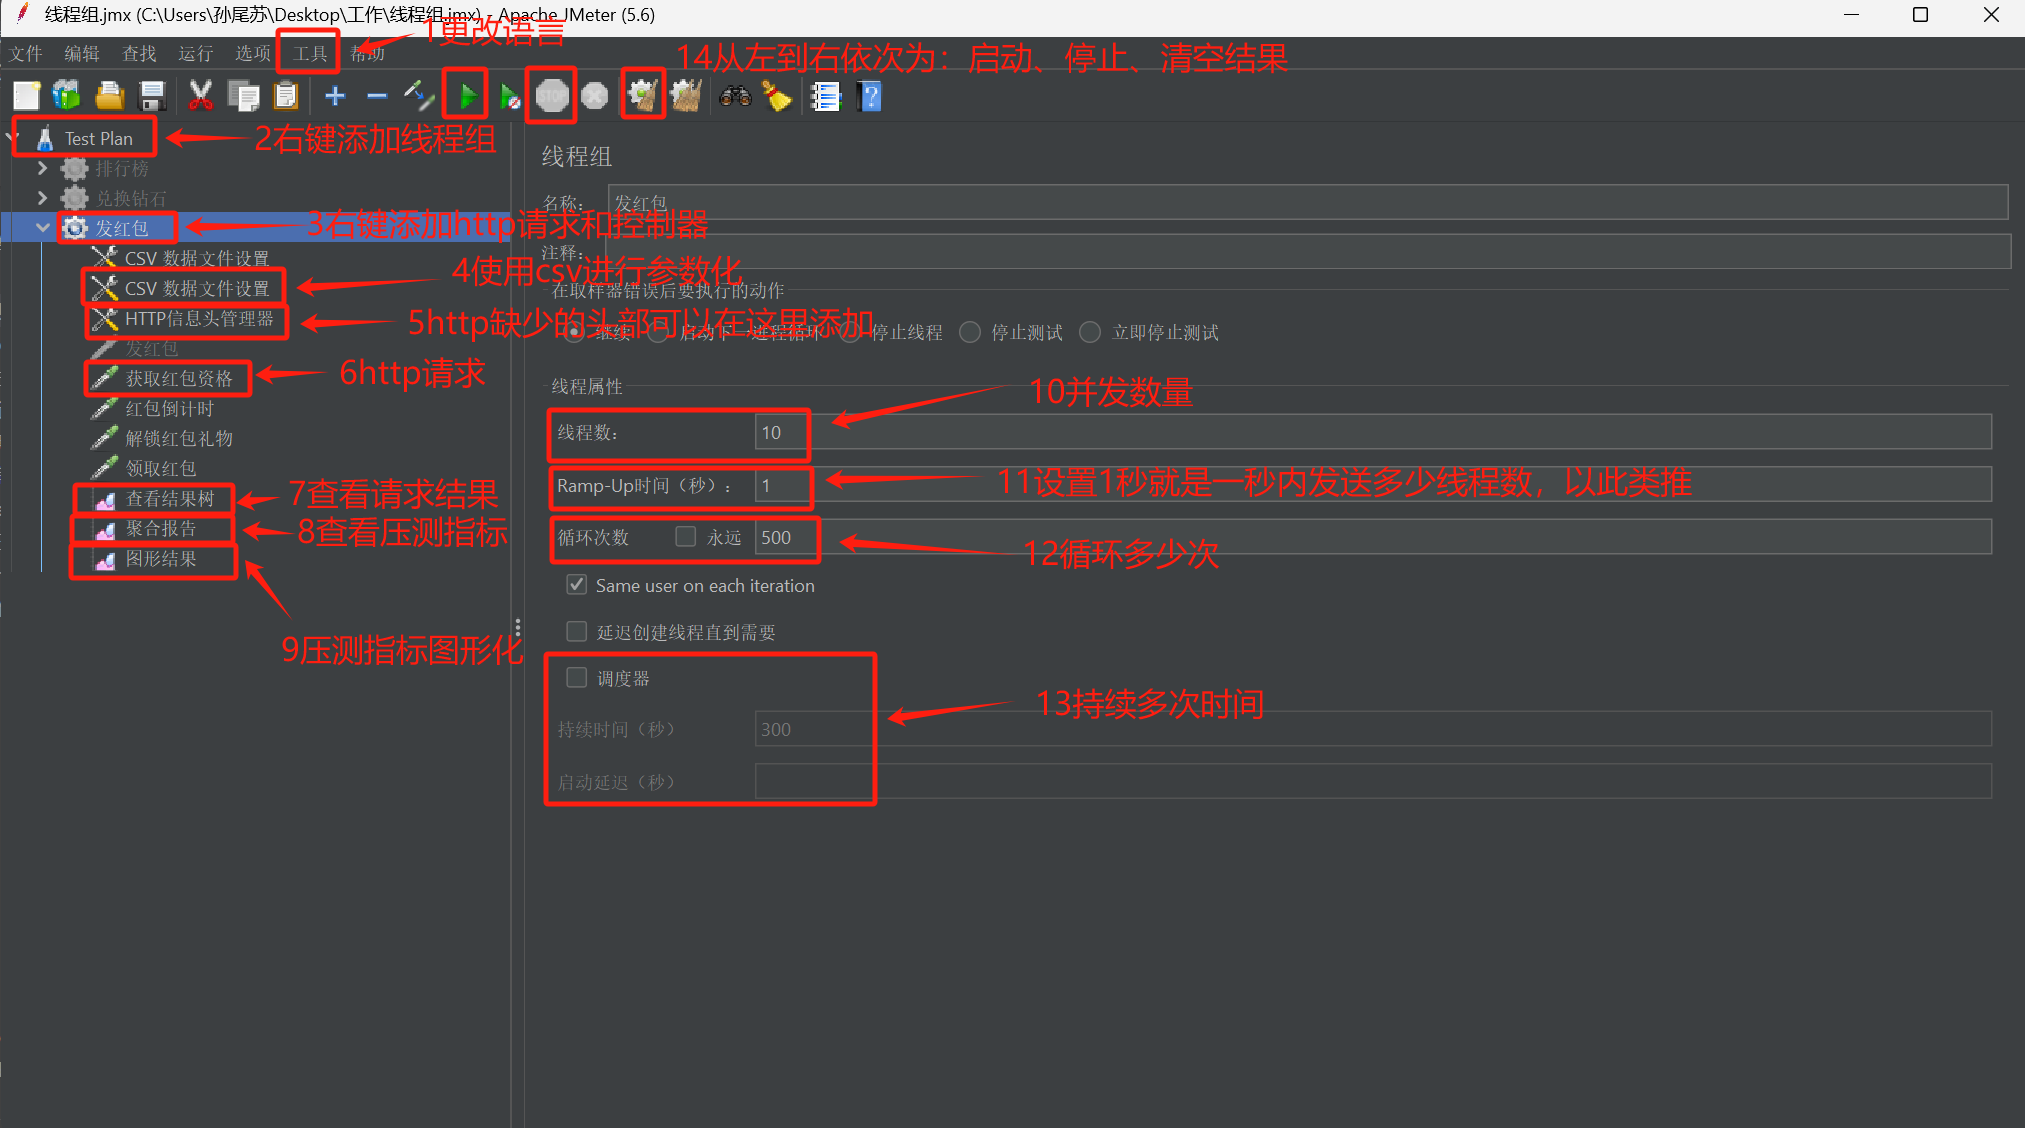 线程组.jmx (C:\Users\孙尾苏\Desktop\工作\线程组.jmx) - Apache JMeter (5.6)
1更改语言
文件 编辑 查找 运行 选项 工具 帮助
14从左到右依次为：启动、停止、清空结果
STOP
Test Plan
2右键添加线程组
排行榜
兑换钻石
发红包
3右键添加http请求和控制器
CSV 数据文件设置
CSV 数据文件设置
4使用csv进行参数化
HTTP信息头管理器
5http缺少的头部可以在这里添加
发红包
获取红包资格
6http请求
红包倒计时
解锁红包礼物
领取红包
查看结果树
7查看请求结果
聚合报告
8查看压测指标
图形结果
9压测指标图形化
线程组
名称： 发红包
注释：
在取样器错误后要执行的动作
继续 启动下一进程循环 停止线程 停止测试 立即停止测试
线程属性
10并发数量
线程数： 10
Ramp-Up时间（秒）： 1
11设置1秒就是一秒内发送多少线程数，以此类推
循环次数 永远 500
12循环多少次
Same user on each iteration
延迟创建线程直到需要
调度器
13持续多次时间
持续时间（秒） 300
启动延迟（秒）